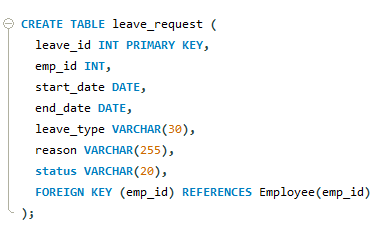 CREATE TABLE leave_request (
leave_id INT PRIMARY KEY,
emp_id INT,
start_date DATE,
end_date DATE,
leave_type VARCHAR(30),
reason VARCHAR(255),
status VARCHAR(20),
FOREIGN KEY (emp_id) REFERENCES Employee(emp_id)
);